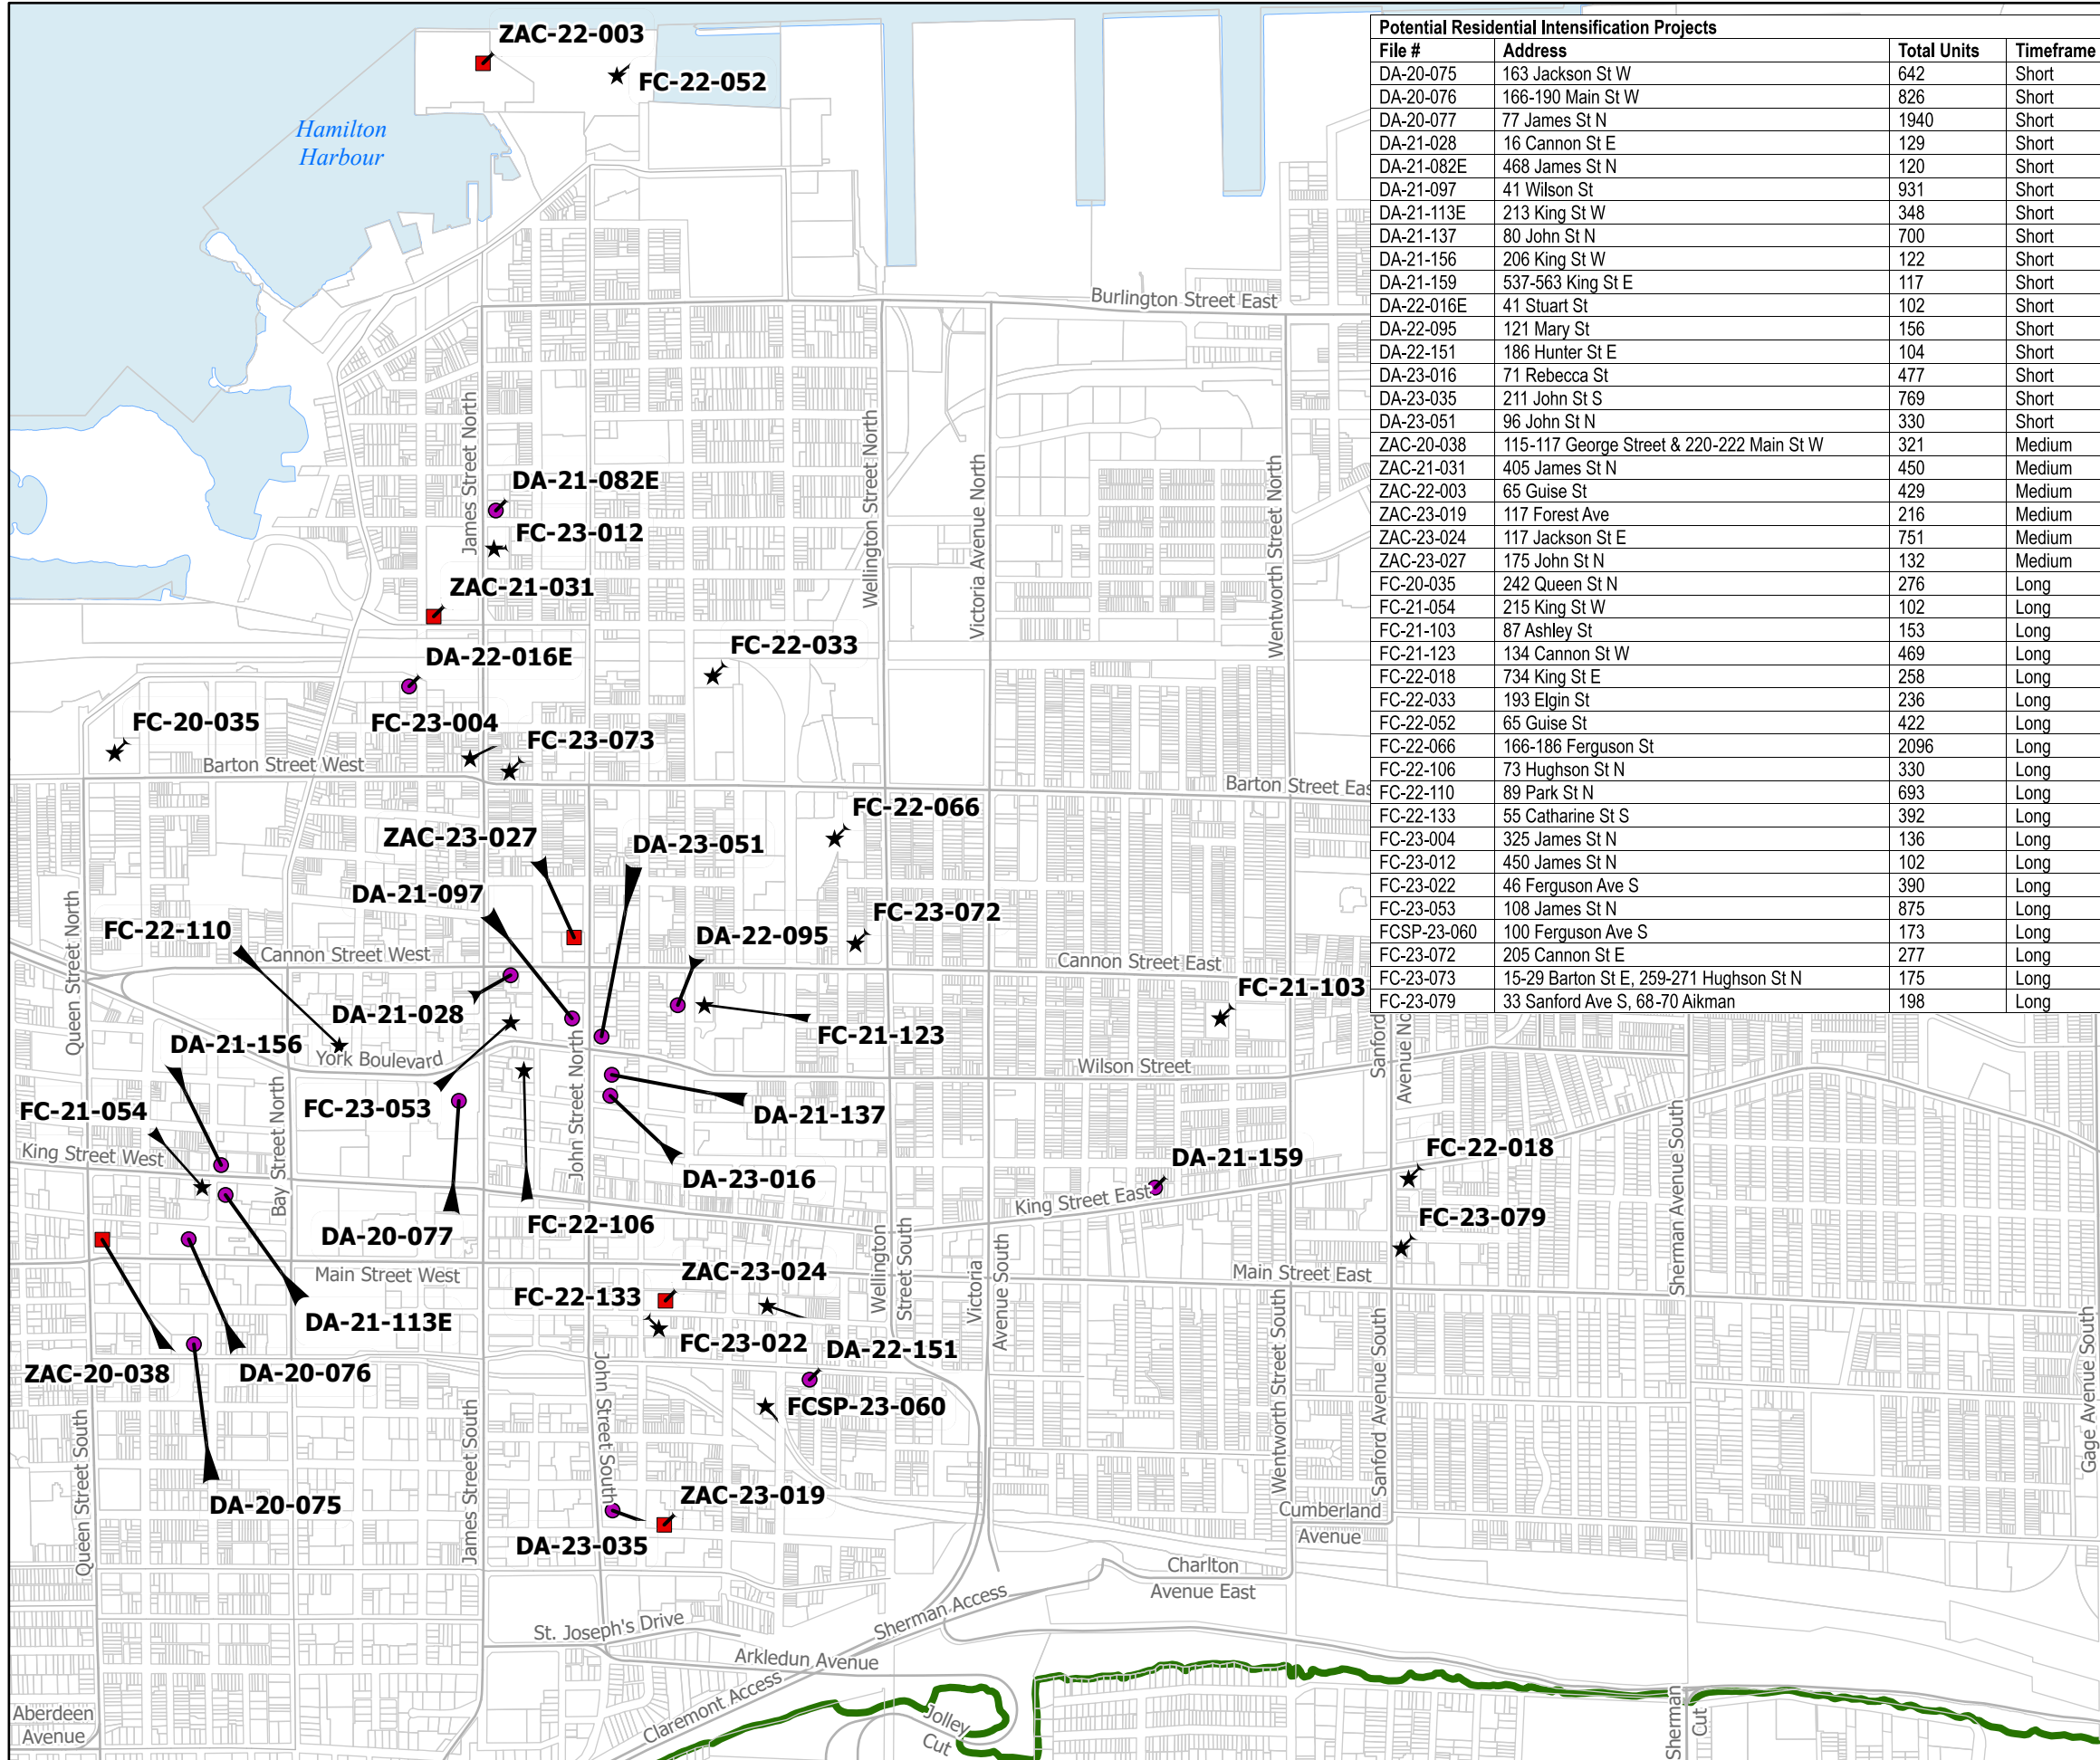 Potential Residential Intensification Projects
File # Address Total Units Timeframe
DA-20-075 163 Jackson St W 642 Short
DA-20-076 166-190 Main St W 826 Short
DA-20-077 77 James St N 1940 Short
DA-21-028 16 Cannon St E 129 Short
DA-21-082E 468 James St N 120 Short
DA-21-097 41 Wilson St 931 Short
DA-21-113E 213 King St W 348 Short
DA-21-137 80 John St N 700 Short
DA-21-156 206 King St W 122 Short
DA-21-159 537-563 King St E 117 Short
DA-22-016E 41 Stuart St 102 Short
DA-22-095 121 Mary St 156 Short
DA-22-151 186 Hunter St E 104 Short
DA-23-016 71 Rebecca St 477 Short
DA-23-035 211 John St S 769 Short
DA-23-051 96 John St N 330 Short
ZAC-20-038 115-117 George Street & 220-222 Main St W 321 Medium
ZAC-21-031 405 James St N 450 Medium
ZAC-22-003 65 Guise St 429 Medium
ZAC-23-019 117 Forest Ave 216 Medium
ZAC-23-024 117 Jackson St E 751 Medium
ZAC-23-027 175 John St N 132 Medium
FC-20-035 242 Queen St N 276 Long
FC-21-054 215 King St W 102 Long
FC-21-103 87 Ashley St 153 Long
FC-21-123 134 Cannon St W 469 Long
FC-22-018 734 King St E 258 Long
FC-22-033 193 Elgin St 236 Long
FC-22-052 65 Guise St 422 Long
FC-22-066 166-186 Ferguson St 2096 Long
FC-22-106 73 Hughson St N 330 Long
FC-22-110 89 Park St N 693 Long
FC-22-133 55 Catharine St S 392 Long
FC-23-004 325 James St N 136 Long
FC-23-012 450 James St N 102 Long
FC-23-022 46 Ferguson Ave S 390 Long
FC-23-053 108 James St N 875 Long
FCSP-23-060 100 Ferguson Ave S 173 Long
FC-23-072 205 Cannon St E 277 Long
FC-23-073 15-29 Barton St E, 259-271 Hughson St N 175 Long
FC-23-079 33 Sanford Ave S, 68-70 Aikman 198 Long
ZAC-22-003
FC-22-052
Hamilton
Harbour
Burlington Street East
James Street North
Wellington Street North
Victoria Avenue North
Wentworth Street North
DA-21-082E
FC-23-012
ZAC-21-031
FC-22-033
DA-22-016E
FC-20-035
FC-23-004
FC-23-073
Barton Street West
Barton Street Eas
FC-22-066
ZAC-23-027
DA-23-051
DA-21-097
Queen Street North
FC-22-110
FC-23-072
DA-22-095
Cannon Street West
Cannon Street East
FC-21-103
DA-21-028
FC-21-123
DA-21-156
York Boulevard
Wilson Street
Sanford
Avenue No
FC-21-054
FC-23-053
Bay Street North
John Street North
DA-21-137
King Street West
DA-23-016
DA-21-159
King Street East
FC-22-018
Sherman Avenue South
DA-20-077
FC-22-106
FC-23-079
Main Street West
ZAC-23-024
Wellington
Street South
Victoria
Avenue South
Main Street East
FC-22-133
DA-21-113E
FC-23-022
DA-22-151
ZAC-20-038
DA-20-076
FCSP-23-060
John Street South
Wentworth Street South
Sanford Avenue South
Gage Avenue South
Queen Street South
James Street South
DA-20-075
ZAC-23-019
DA-23-035
Cumberland
Avenue
Charlton
Avenue East
Sherman Access
St. Joseph's Drive
Arkledun Avenue
Claremont Access
Jolley
Cut
Aberdeen
Avenue
Sherman
Cut